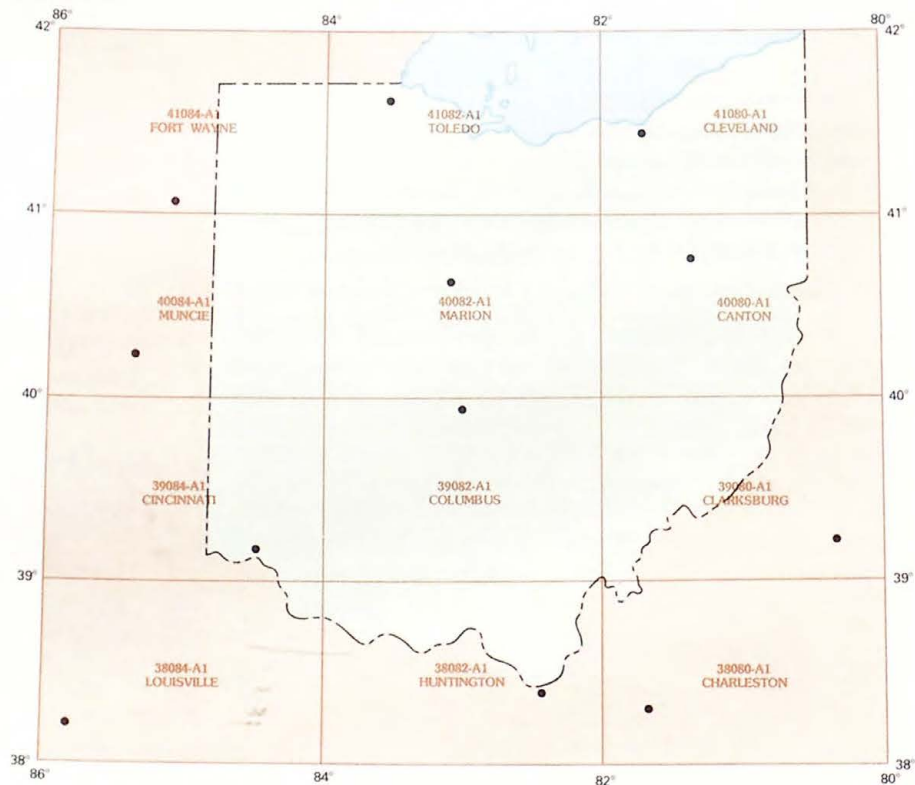 86°
84°
82°
80°
42°
42°
41084-A1
FORT WAYNE
41082-A1
TOLEDO
41080-A1
CLEVELAND
41°
41°
40084-A1
MUNCIE
40082-A1
MARION
40080-A1
CANTON
40°
40°
39084-A1
CINCINNATI
39082-A1
COLUMBUS
39080-A1
CLARKSBURG
39°
39°
38084-A1
LOUISVILLE
38082-A1
HUNTINGTON
38080-A1
CHARLESTON
38°
38°
86°
84°
82°
80°